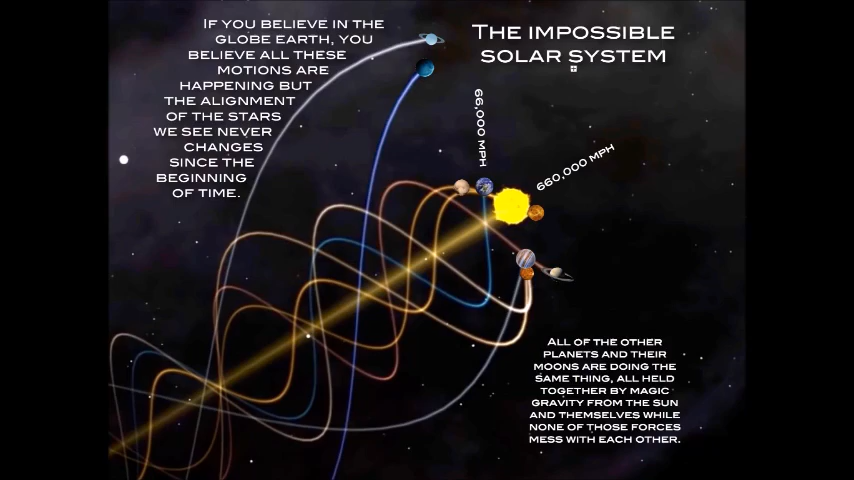 IF YOU BELIEVE IN THE
GLOBE EARTH, YOU
BELIEVE ALL THESE
MOTIONS ARE
HAPPENING BUT
THE ALIGNMENT
OF THE STARS
WE SEE NEVER
CHANGES
SINCE THE
BEGINNING
OF TIME.
THE IMPOSSIBLE
SOLAR SYSTEM
66,000 MPH
660,000 MPH
ALL OF THE OTHER
PLANETS AND THEIR
MOONS ARE DOING THE
SAME THING, ALL HELD
TOGETHER BY MAGIC
GRAVITY FROM THE SUN
AND THEMSELVES WHILE
NONE OF THOSE FORCES
MESS WITH EACH OTHER.